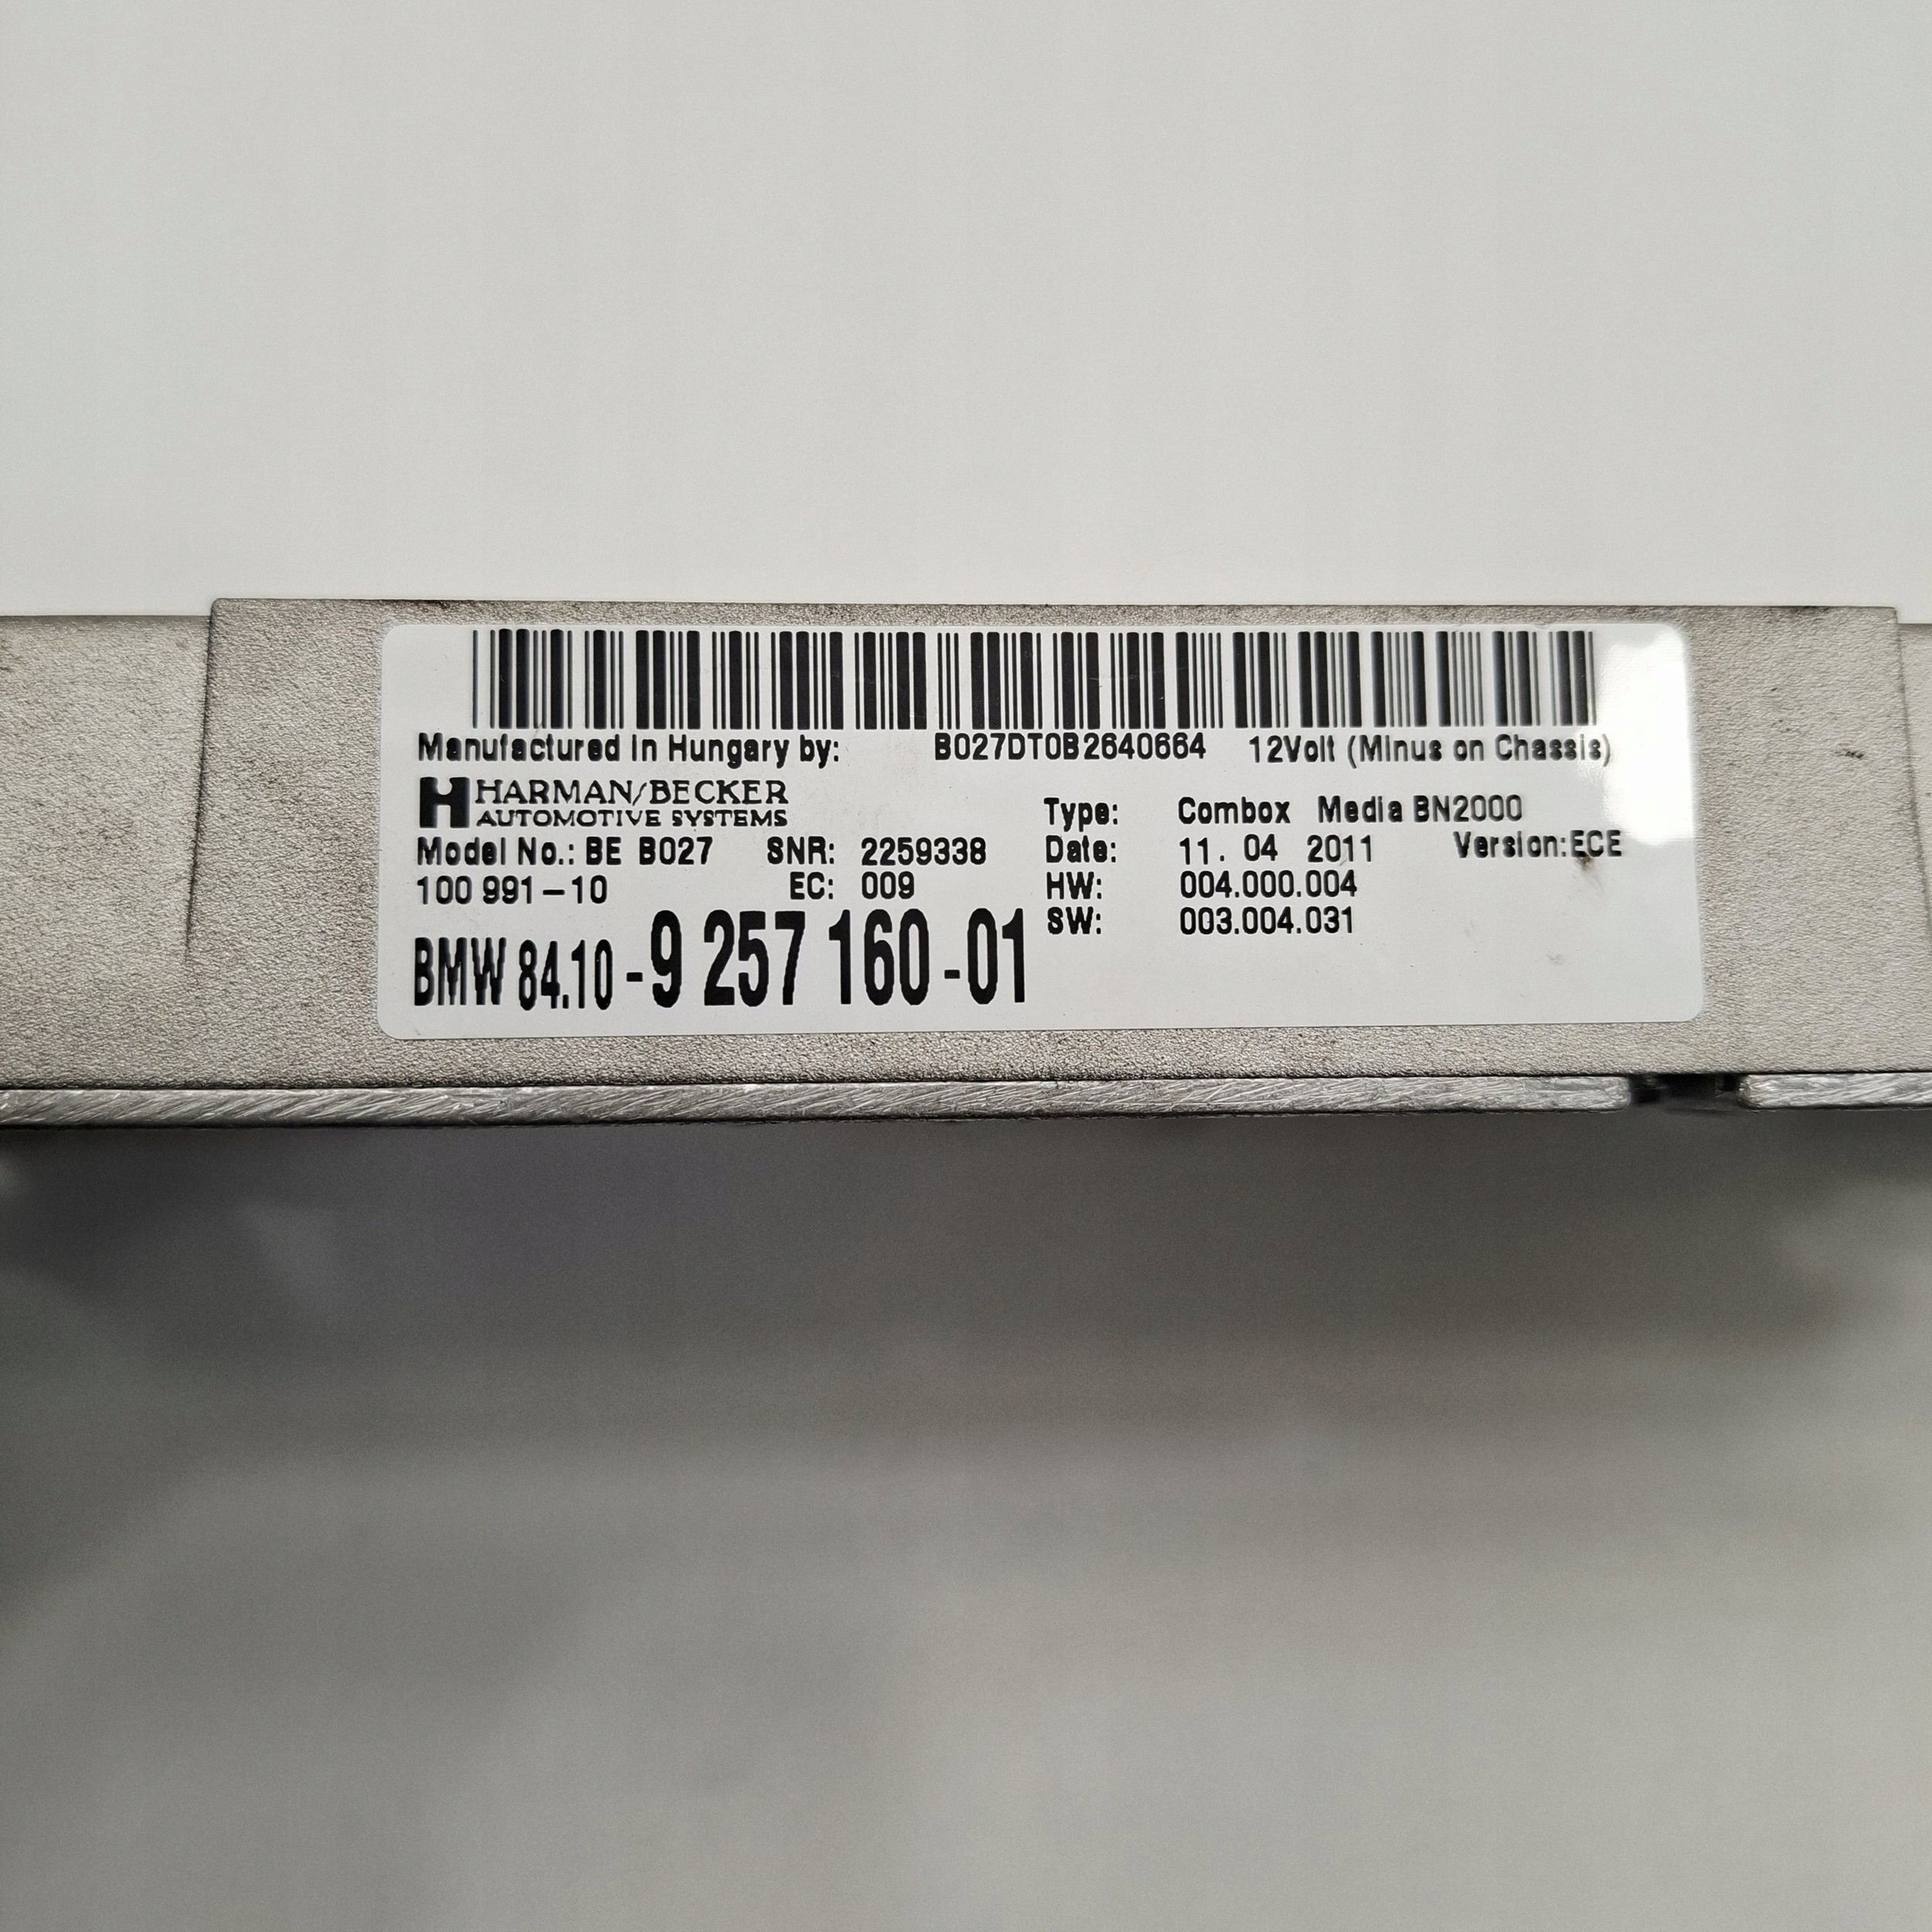 Manufactured in Hungary by: B027DT0B2640664 12Volt (Minus on Chassis)
HARMAN/BECKER
AUTOMOTIVE SYSTEMS
Type: Combox Media BN2000
Model No.: BE B027 SNR: 2259338 Date: 11. 04 2011 Version:ECE
100 991-10 EC: 009 HW: 004.000.004
SW: 003.004.031
BMW 84.10-9 257 160-01